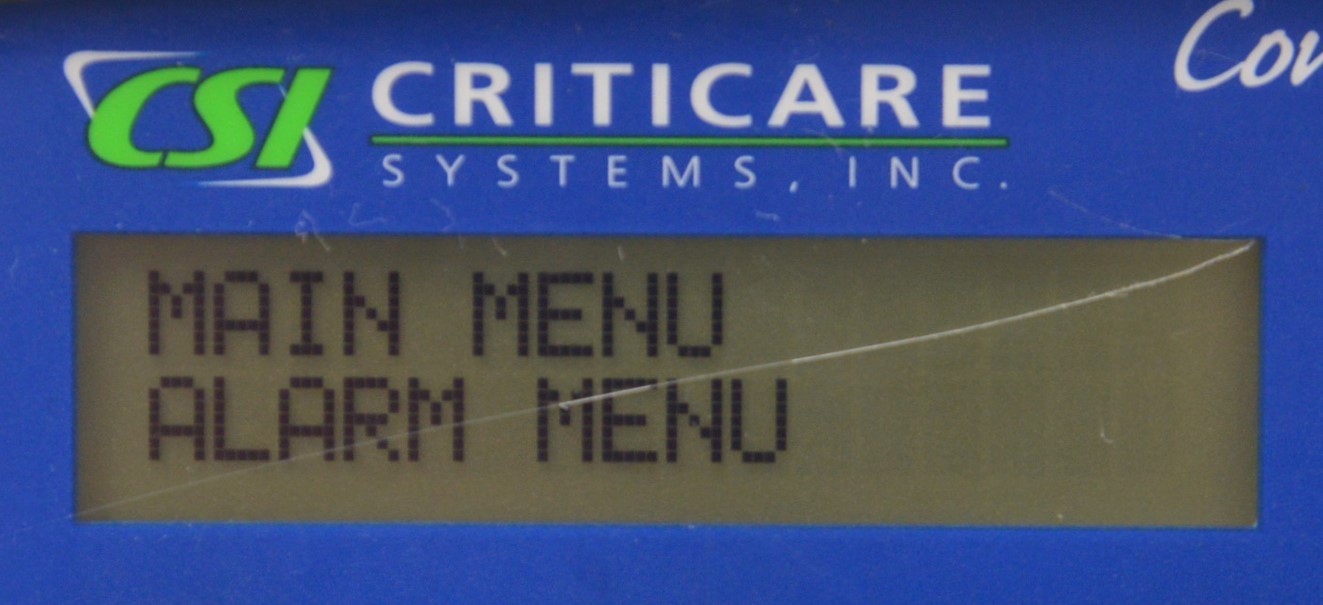 CSI CRITICARE
SYSTEMS, INC.
MAIN MENU
ALARM MENU